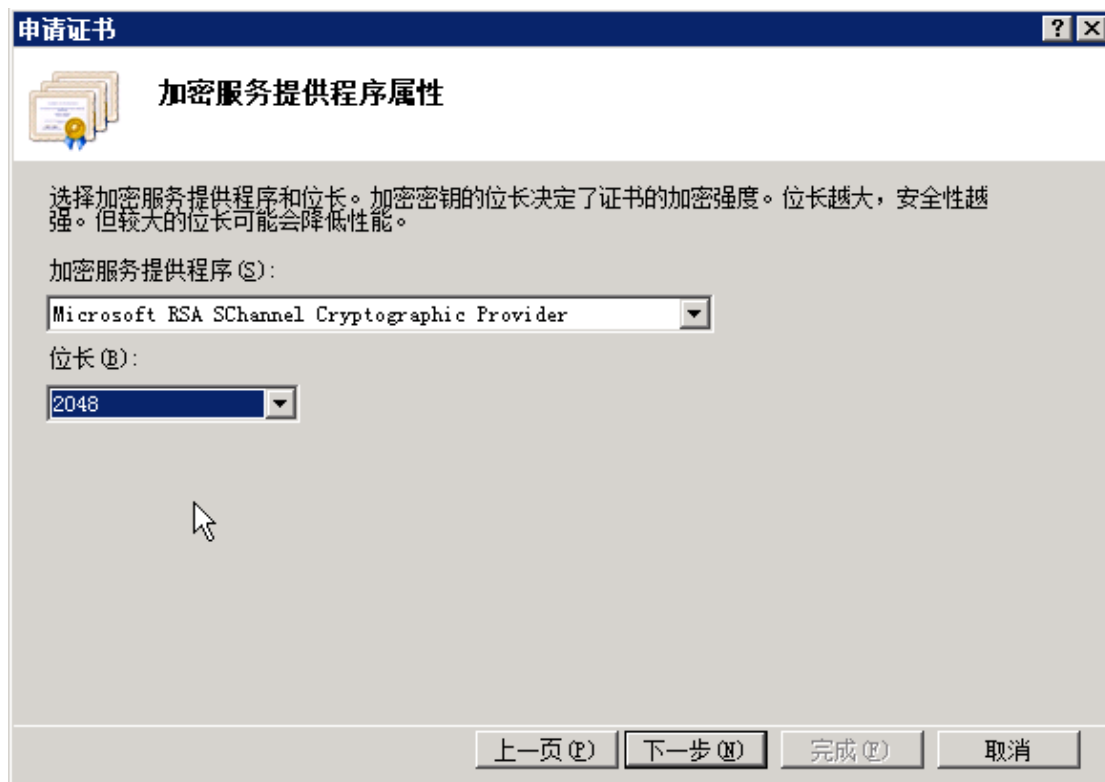 申请证书
加密服务提供程序属性
选择加密服务提供程序和位长。加密密钥的位长决定了证书的加密强度。位长越大，安全性越
强。但较大的位长可能会降低性能。
加密服务提供程序(S):
Microsoft RSA SChannel Cryptographic Provider
位长(B):
2048
上一页(P) 下一步(N) 完成(F) 取消